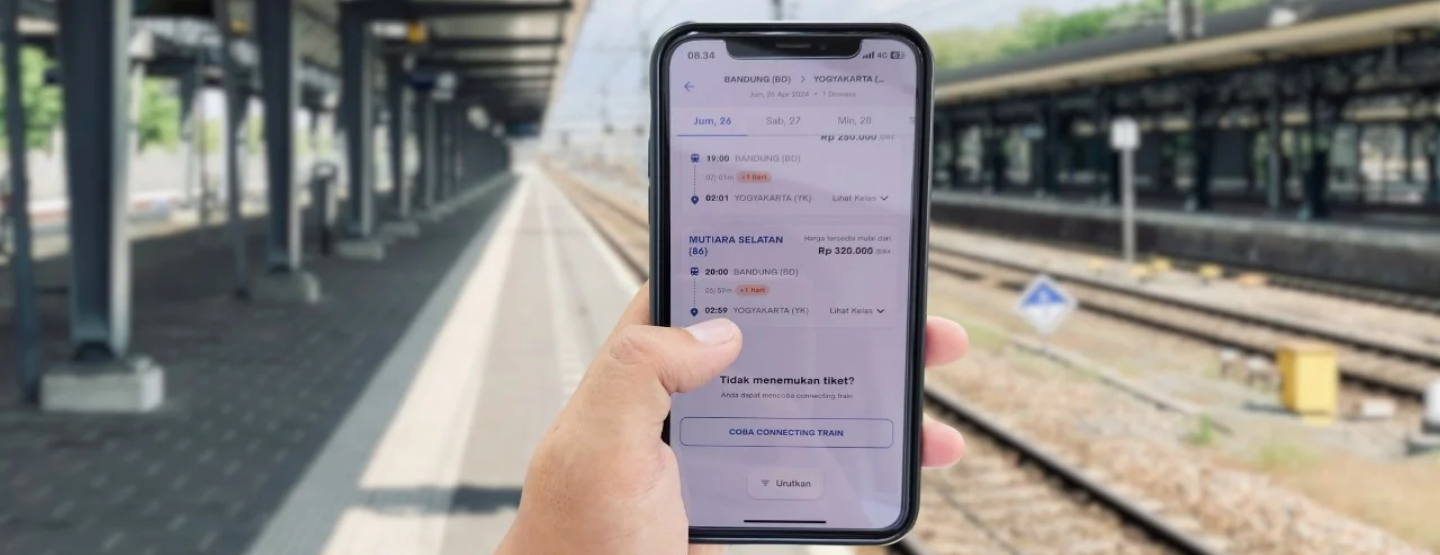 08.34 4G
BANDUNG (BD) > YOGYAKARTA (...
Jum, 26 Apr 2024 • 1 Dewasa
Jum, 26 Sab, 27 Min, 28 S
Rp 250.000
19:00 BANDUNG (BD)
07j 01m +1 hari
02:01 YOGYAKARTA (YK) Lihat Kelas
MUTIARA SELATAN Harga tersedia mulai dari
(86) Rp 320.000
20:00 BANDUNG (BD)
06j 59m +1 hari
02:59 YOGYAKARTA (YK) Lihat Kelas
Tidak menemukan tiket?
Anda dapat mencoba connecting train
COBA CONNECTING TRAIN
Urutkan